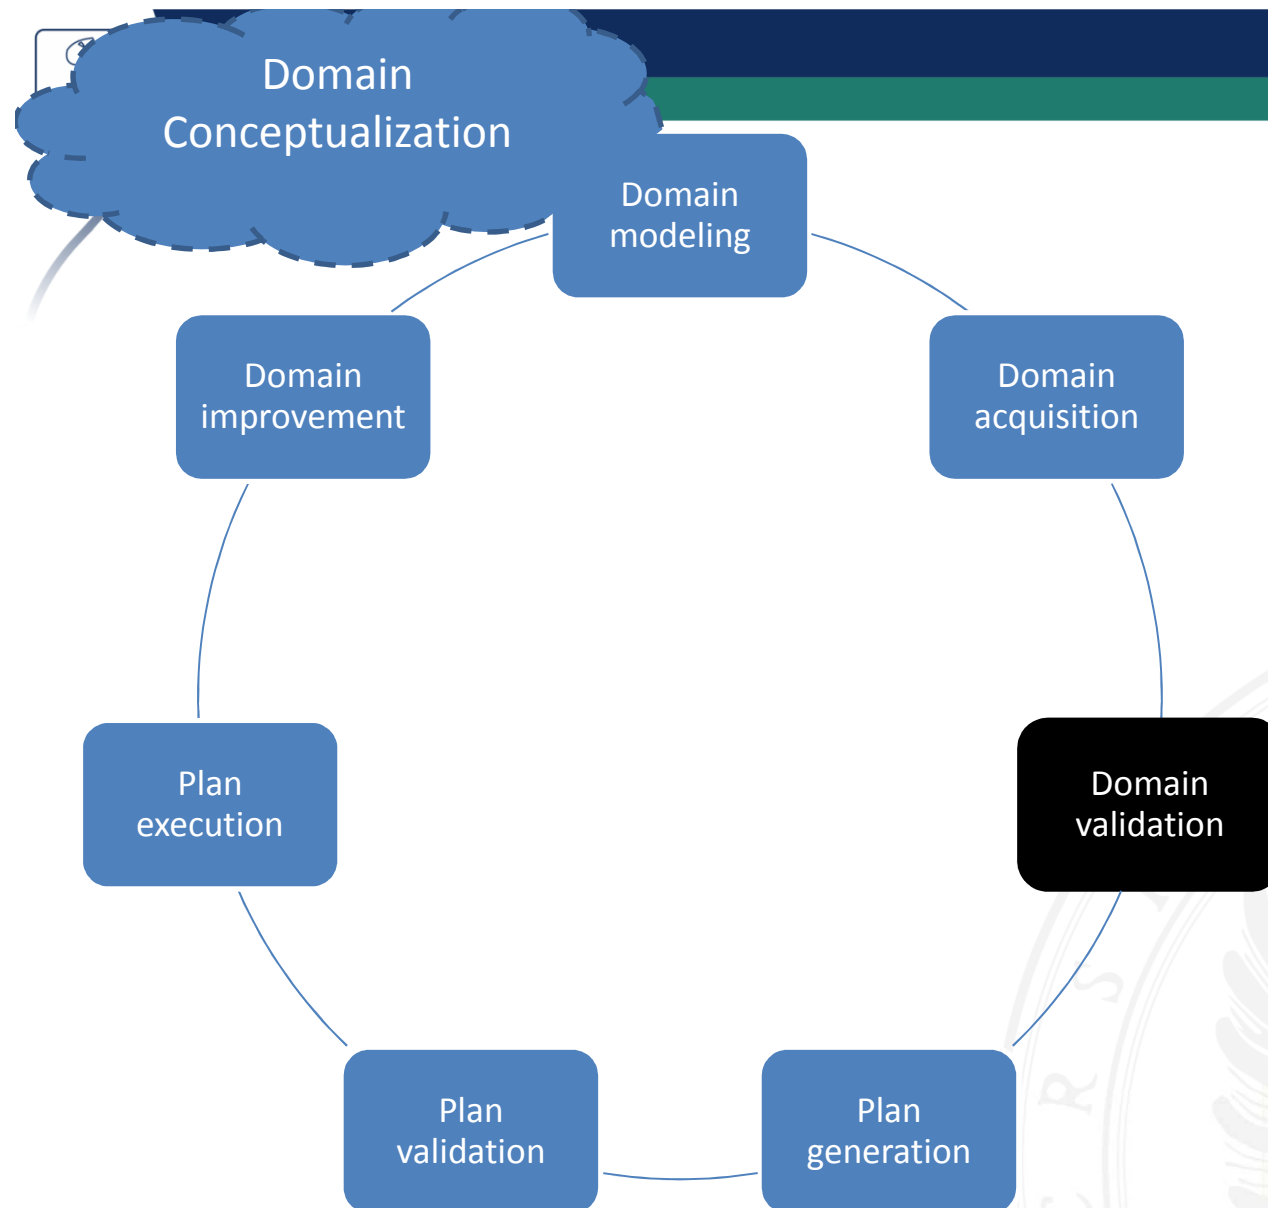 Domain
Conceptualization
Domain
modeling
Domain
improvement
Domain
acquisition
Plan
execution
Domain
validation
Plan
validation
Plan
generation
R S